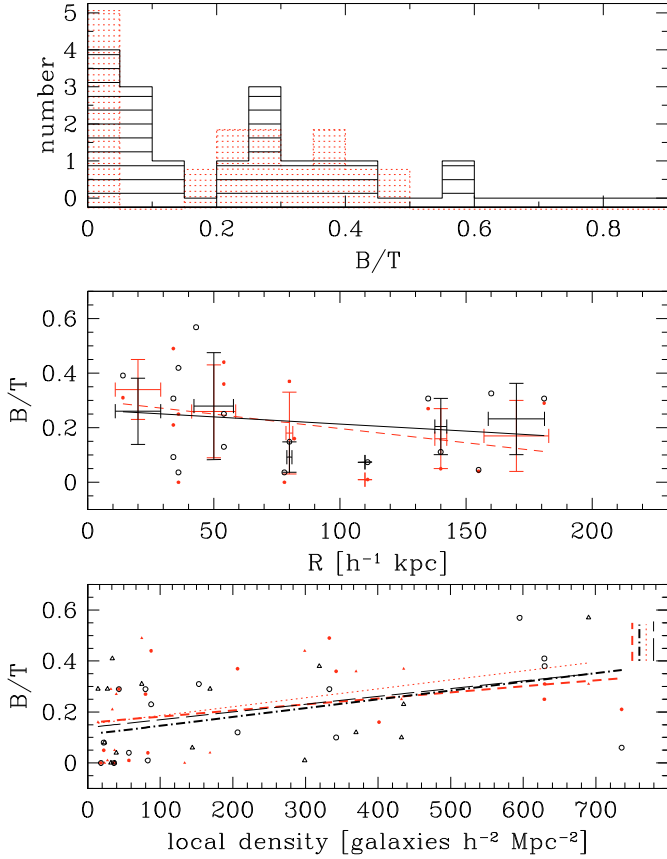 5
4
3
2
1
0
number
0 0.2 0.4 0.6 0.8
B/T
0.6
0.4
0.2
0
B/T
0 50 100 150 200
R [h⁻¹ kpc]
0.6
0.4
0.2
0
B/T
0 100 200 300 400 500 600 700
local density [galaxies h⁻² Mpc⁻²]